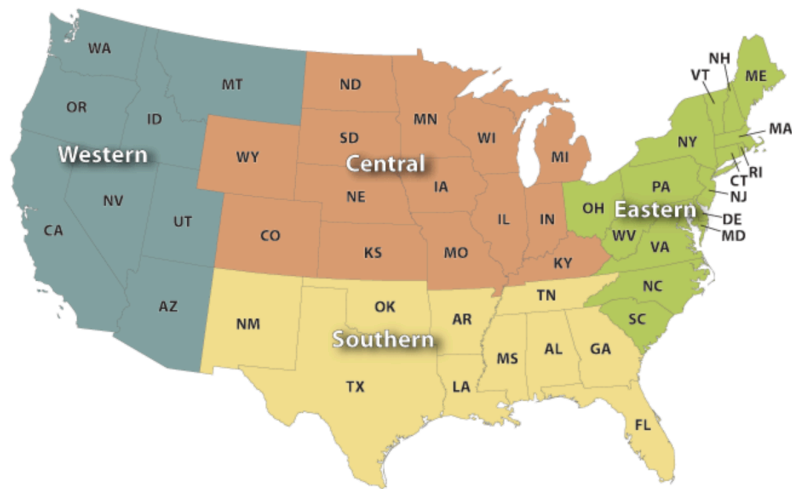 WA
MT
ND
OR
ID
MN
SD
WI
MI
VT
NH
ME
NY
MA
Western
WY
Central
RI
CT
NV
NE
IA
PA
NJ
CA
UT
CO
IL
IN
OH
Eastern
DE
WV
MD
KS
MO
KY
VA
AZ
NM
OK
AR
TN
NC
SC
Southern
TX
LA
MS
AL
GA
FL